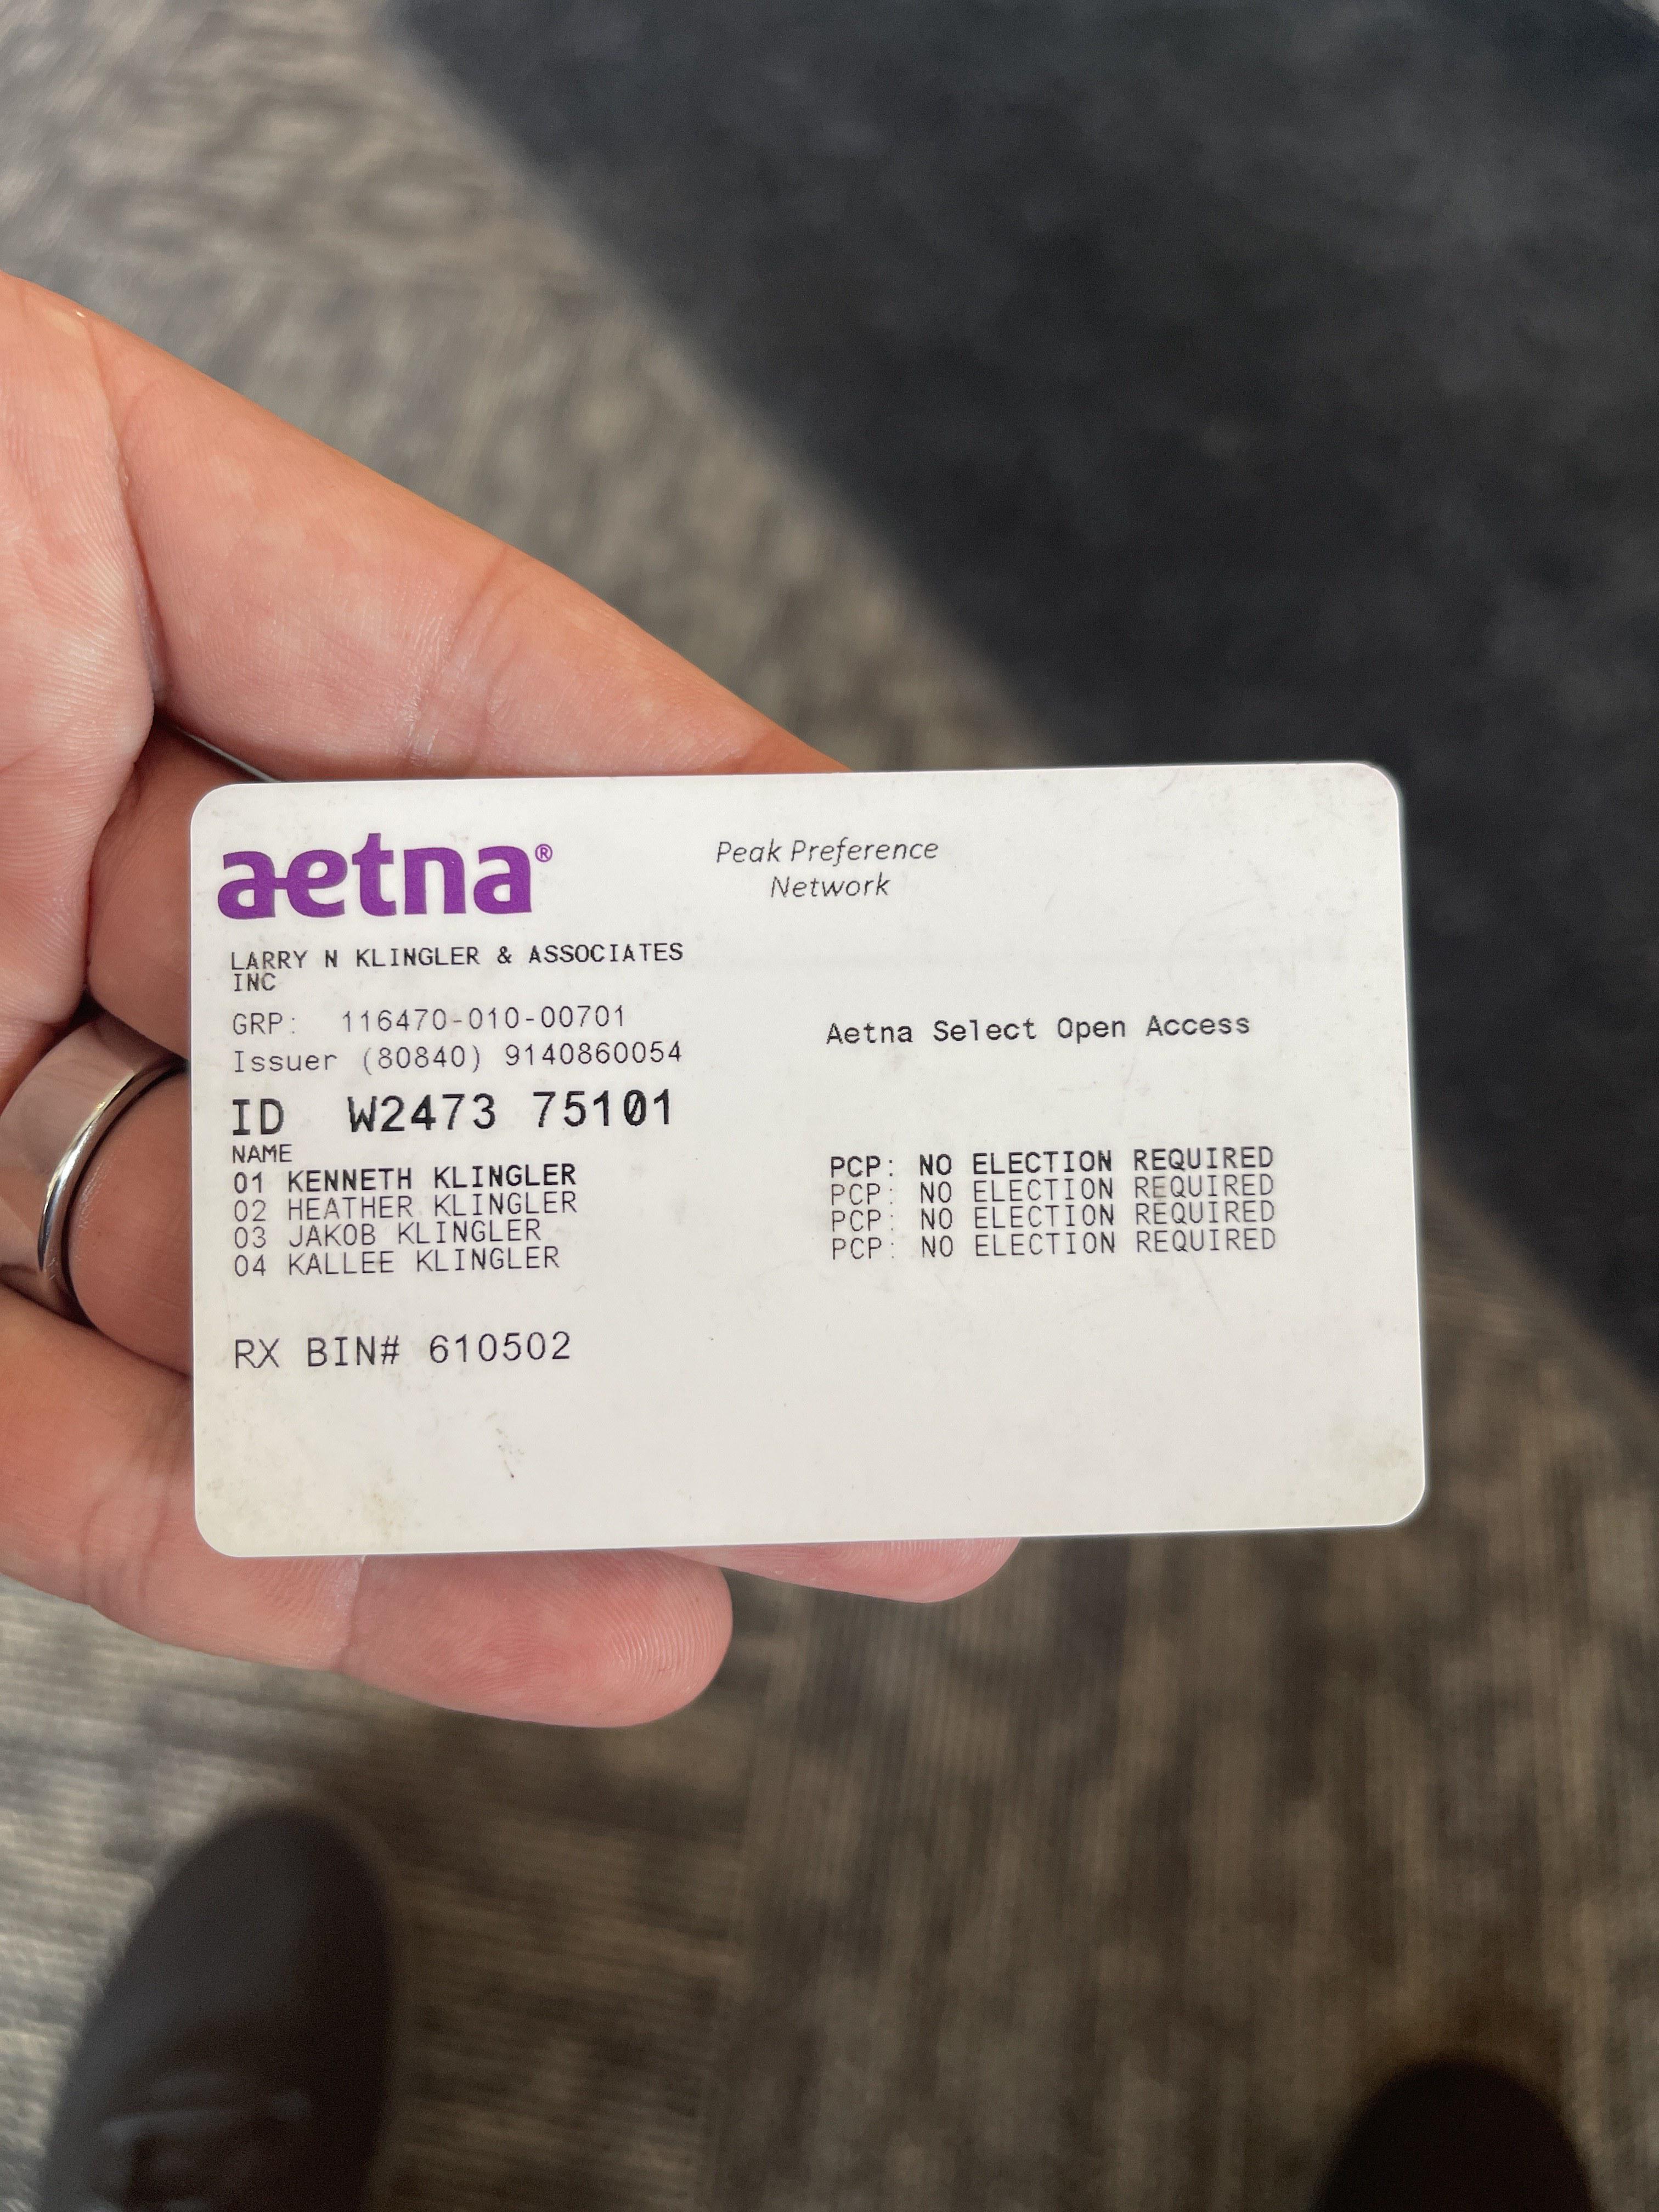 aetna®
Peak Preference
Network
LARRY N KLINGLER & ASSOCIATES
INC
GRP: 116470-010-00701
Issuer (80840) 9140860054
Aetna Select Open Access
ID W2473 75101
NAME
01 KENNETH KLINGLER PCP: NO ELECTION REQUIRED
02 HEATHER KLINGLER PCP: NO ELECTION REQUIRED
03 JAKOB KLINGLER PCP: NO ELECTION REQUIRED
04 KALLEE KLINGLER PCP: NO ELECTION REQUIRED
RX BIN# 610502